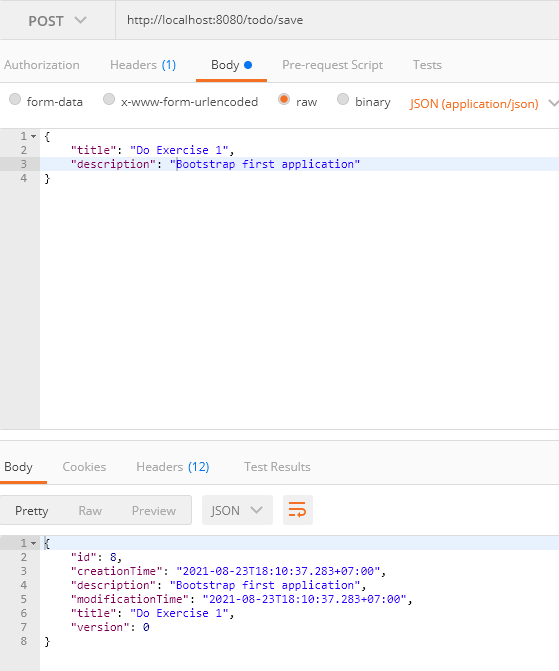 POST http://localhost:8080/todo/save
Authorization Headers (1) Body Pre-request Script Tests
form-data x-www-form-urlencoded raw binary JSON (application/json)
1 {
2 "title": "Do Exercise 1",
3 "description": "Bootstrap first application"
4 }
Body Cookies Headers (12) Test Results
Pretty Raw Preview JSON
1 {
2 "id": 8,
3 "creationTime": "2021-08-23T18:10:37.283+07:00",
4 "description": "Bootstrap first application",
5 "modificationTime": "2021-08-23T18:10:37.283+07:00",
6 "title": "Do Exercise 1",
7 "version": 0
8 }